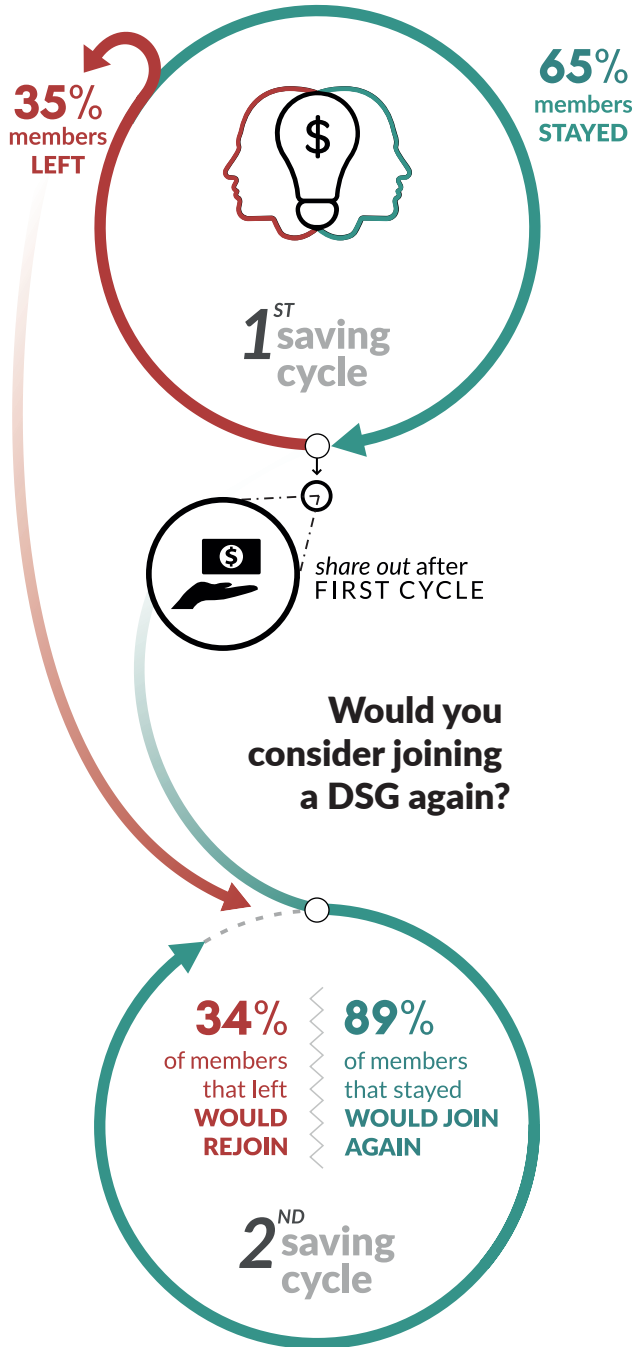 35%
members
LEFT
65%
members
STAYED
$
1ST
saving
cycle
$
share out after
FIRST CYCLE
Would you
consider joining
a DSG again?
34%
of members
that left
WOULD
REJOIN
89%
of members
that stayed
WOULD JOIN
AGAIN
2ND
saving
cycle